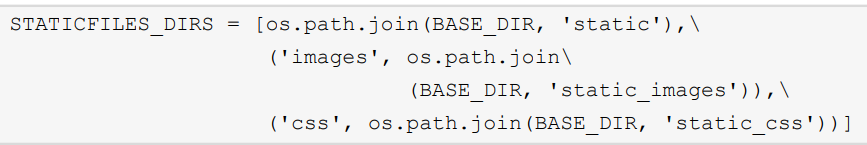 STATICFILES_DIRS = [os.path.join(BASE_DIR, 'static'),\
('images', os.path.join\
(BASE_DIR, 'static_images')),\
('css', os.path.join(BASE_DIR, 'static_css'))]